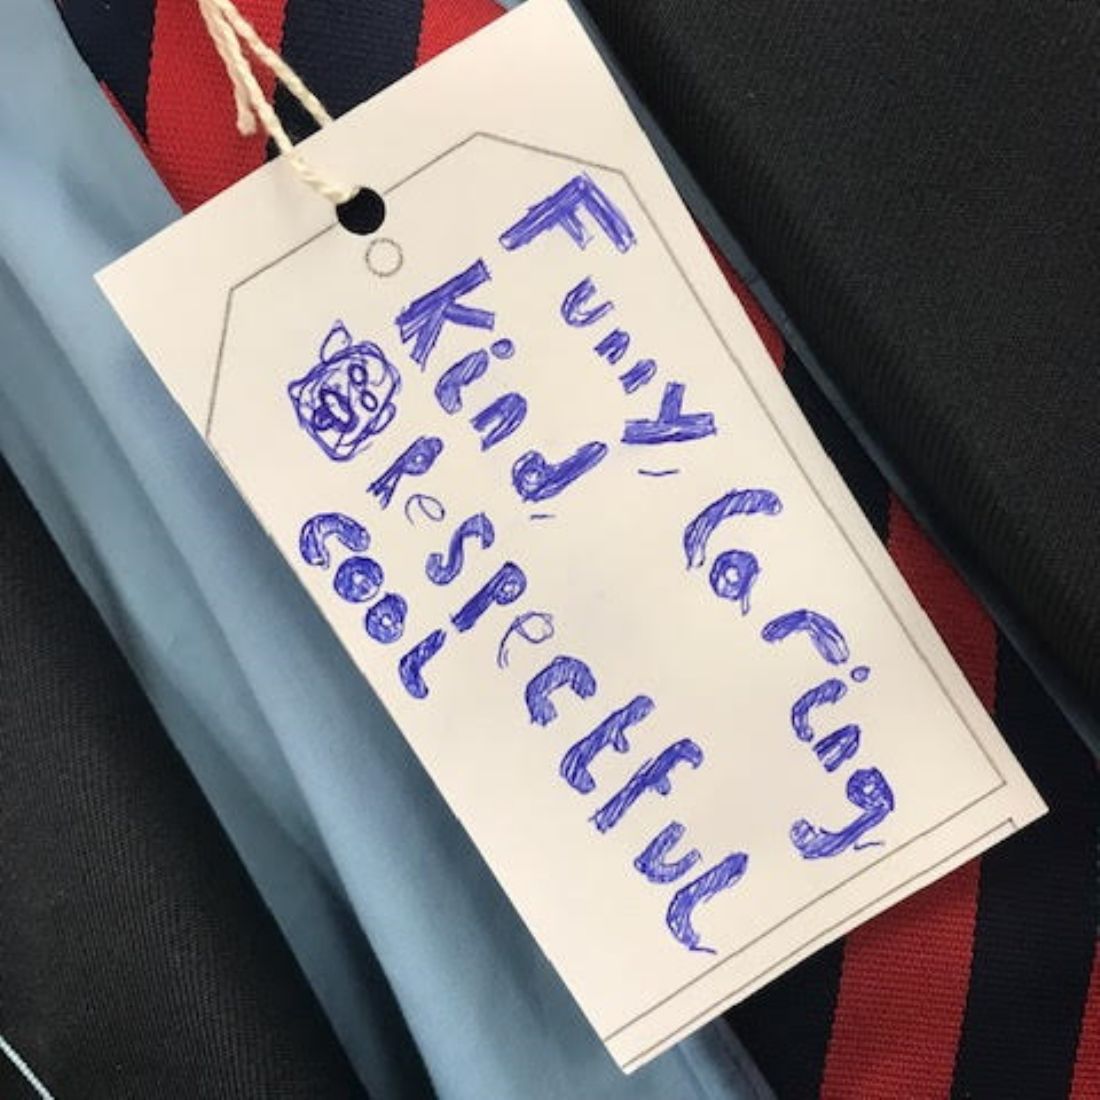 Funny Caring
Kind
Respectful
Cool